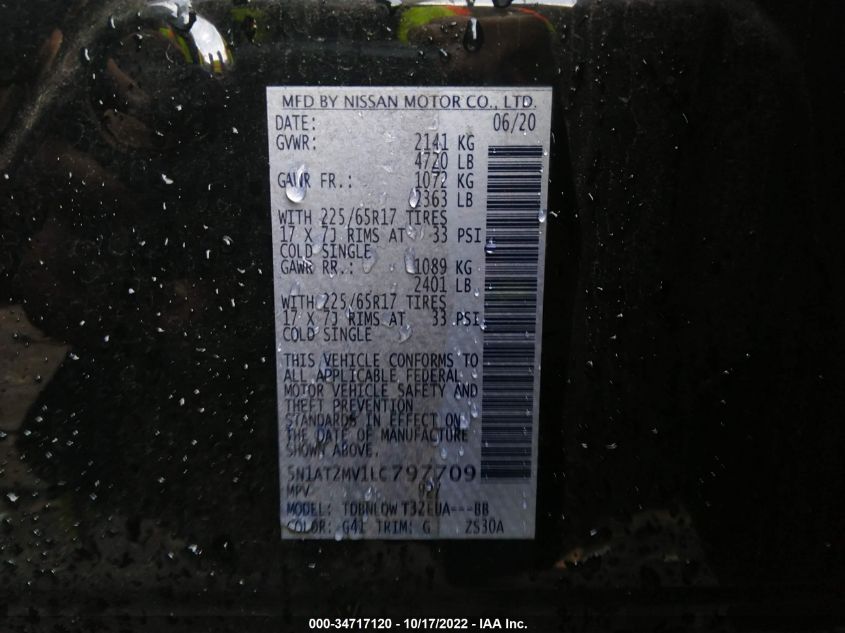 MFD BY NISSAN MOTOR CO., LTD.
DATE: 06/20
GVWR: 2141 KG
4720 LB
GAWR FR.: 1072 KG
2363 LB
WITH 225/65R17 TIRES
17 X 7J RIMS AT 33 PSI
COLD SINGLE
GAWR RR.: 1089 KG
2401 LB
WITH 225/65R17 TIRES
17 X 7J RIMS AT 33 PSI
COLD SINGLE
THIS VEHICLE CONFORMS TO
ALL APPLICABLE FEDERAL
MOTOR VEHICLE SAFETY AND
THEFT PREVENTION
STANDARDS IN EFFECT ON
THE DATE OF MANUFACTURE
SHOWN ABOVE.
5N1AT2MV1LC797709
MPV
MODEL:
COLOR: G41 TRIM: G ZS30A
000-34717120 - 10/17/2022 - IAA Inc.